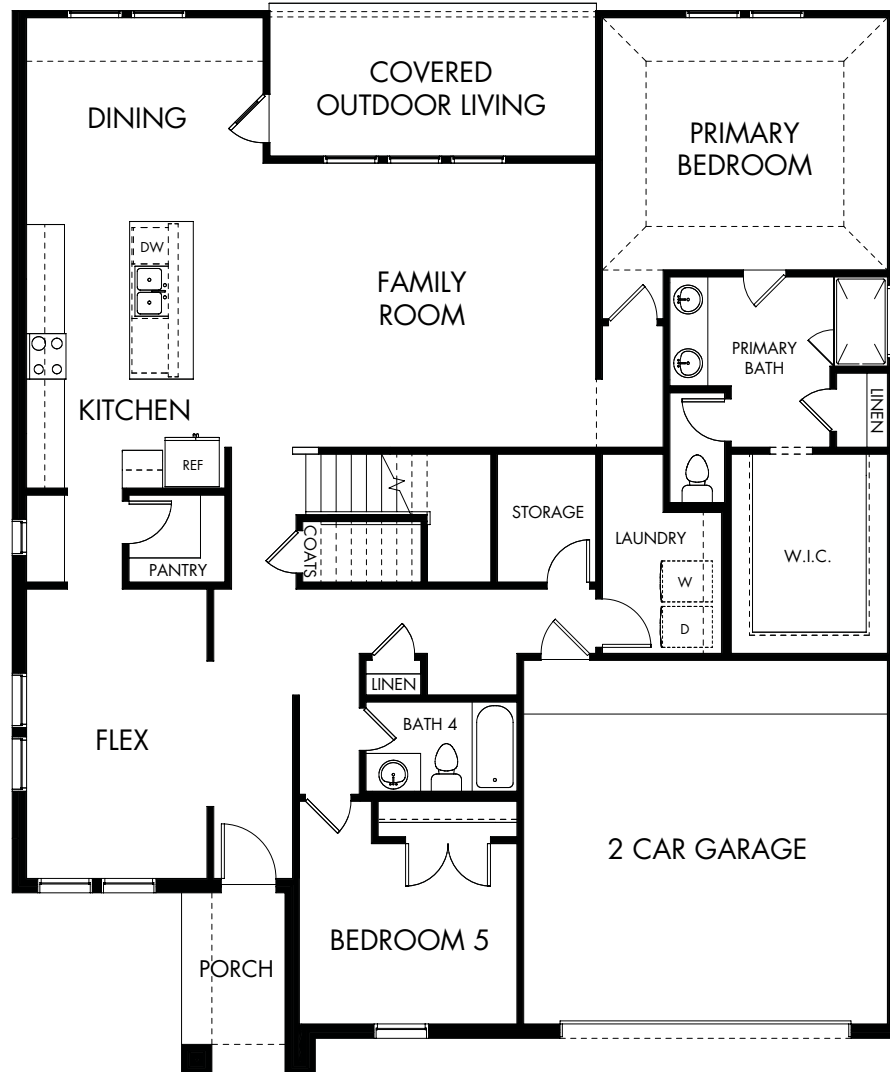 COVERED
OUTDOOR LIVING
DINING
PRIMARY
BEDROOM
DW
FAMILY
ROOM
PRIMARY
BATH
KITCHEN
LINEN
REF
STORAGE
LAUNDRY
COATS
W.I.C.
PANTRY
W
D
LINEN
BATH 4
FLEX
2 CAR GARAGE
BEDROOM 5
PORCH